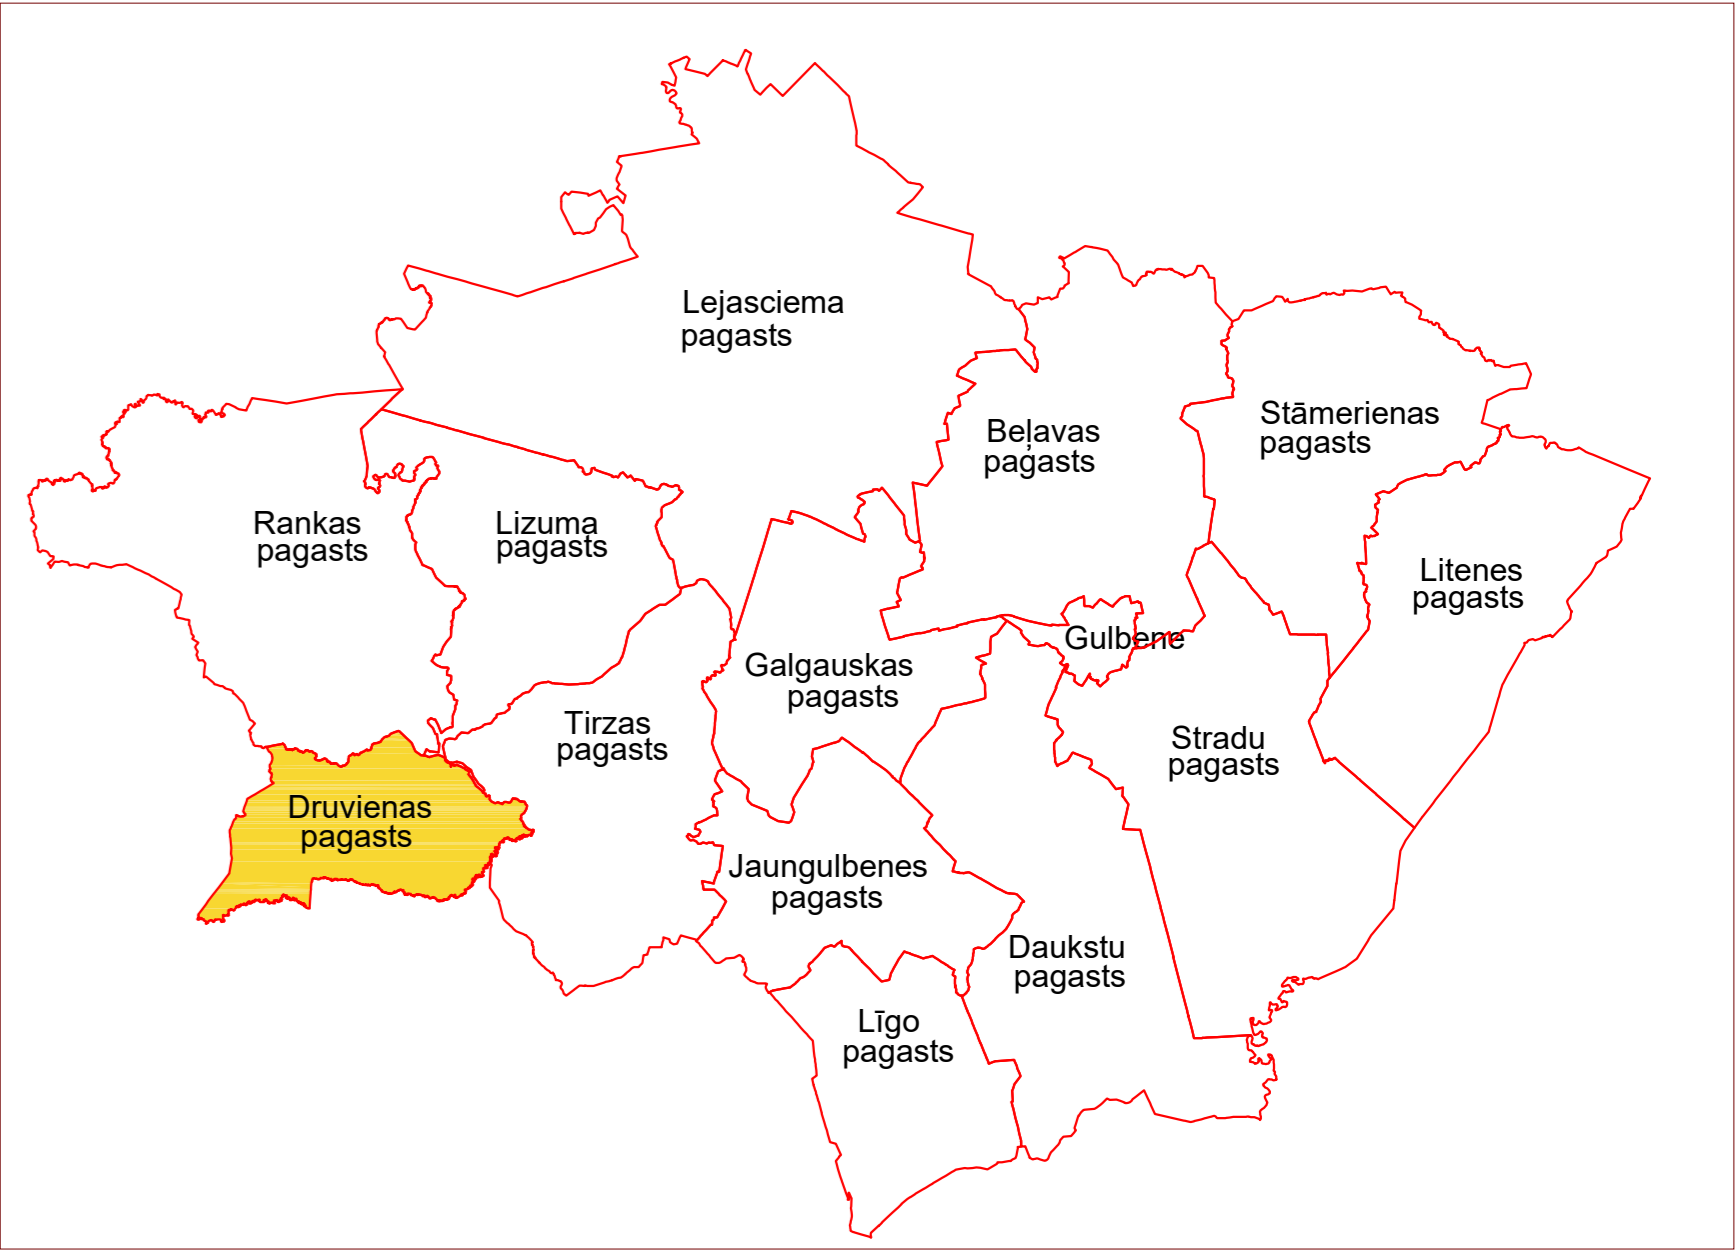 Lejasciema
pagasts
Beļavas
pagasts
Stāmerienas
pagasts
Rankas
pagasts
Lizuma
pagasts
Litenes
pagasts
Gulbene
Galgauskas
pagasts
Tirzas
pagasts
Stradu
pagasts
Druvienas
pagasts
Jaungulbenes
pagasts
Daukstu
pagasts
Līgo
pagasts